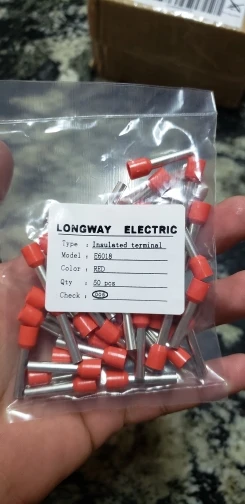 LONGWAY ELECTRIC
Type : Insulated terminal
Model : E6018
Color : RED
Qty : 50 pcs
Check :